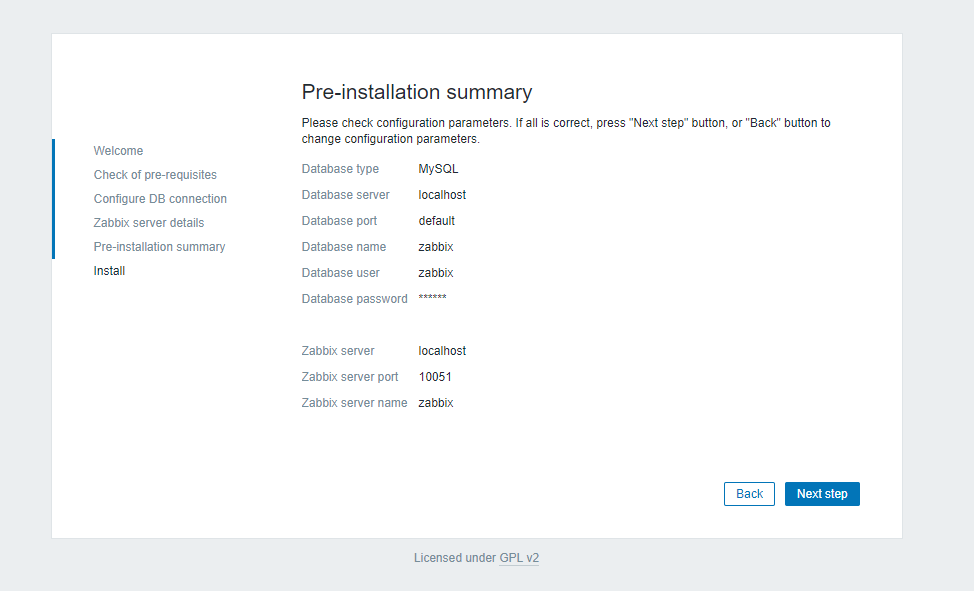 Pre-installation summary
Please check configuration parameters. If all is correct, press "Next step" button, or "Back" button to
change configuration parameters.
Welcome
Check of pre-requisites
Configure DB connection
Zabbix server details
Pre-installation summary
Install
Database type MySQL
Database server localhost
Database port default
Database name zabbix
Database user zabbix
Database password ******
Zabbix server localhost
Zabbix server port 10051
Zabbix server name zabbix
Back Next step
Licensed under GPL v2